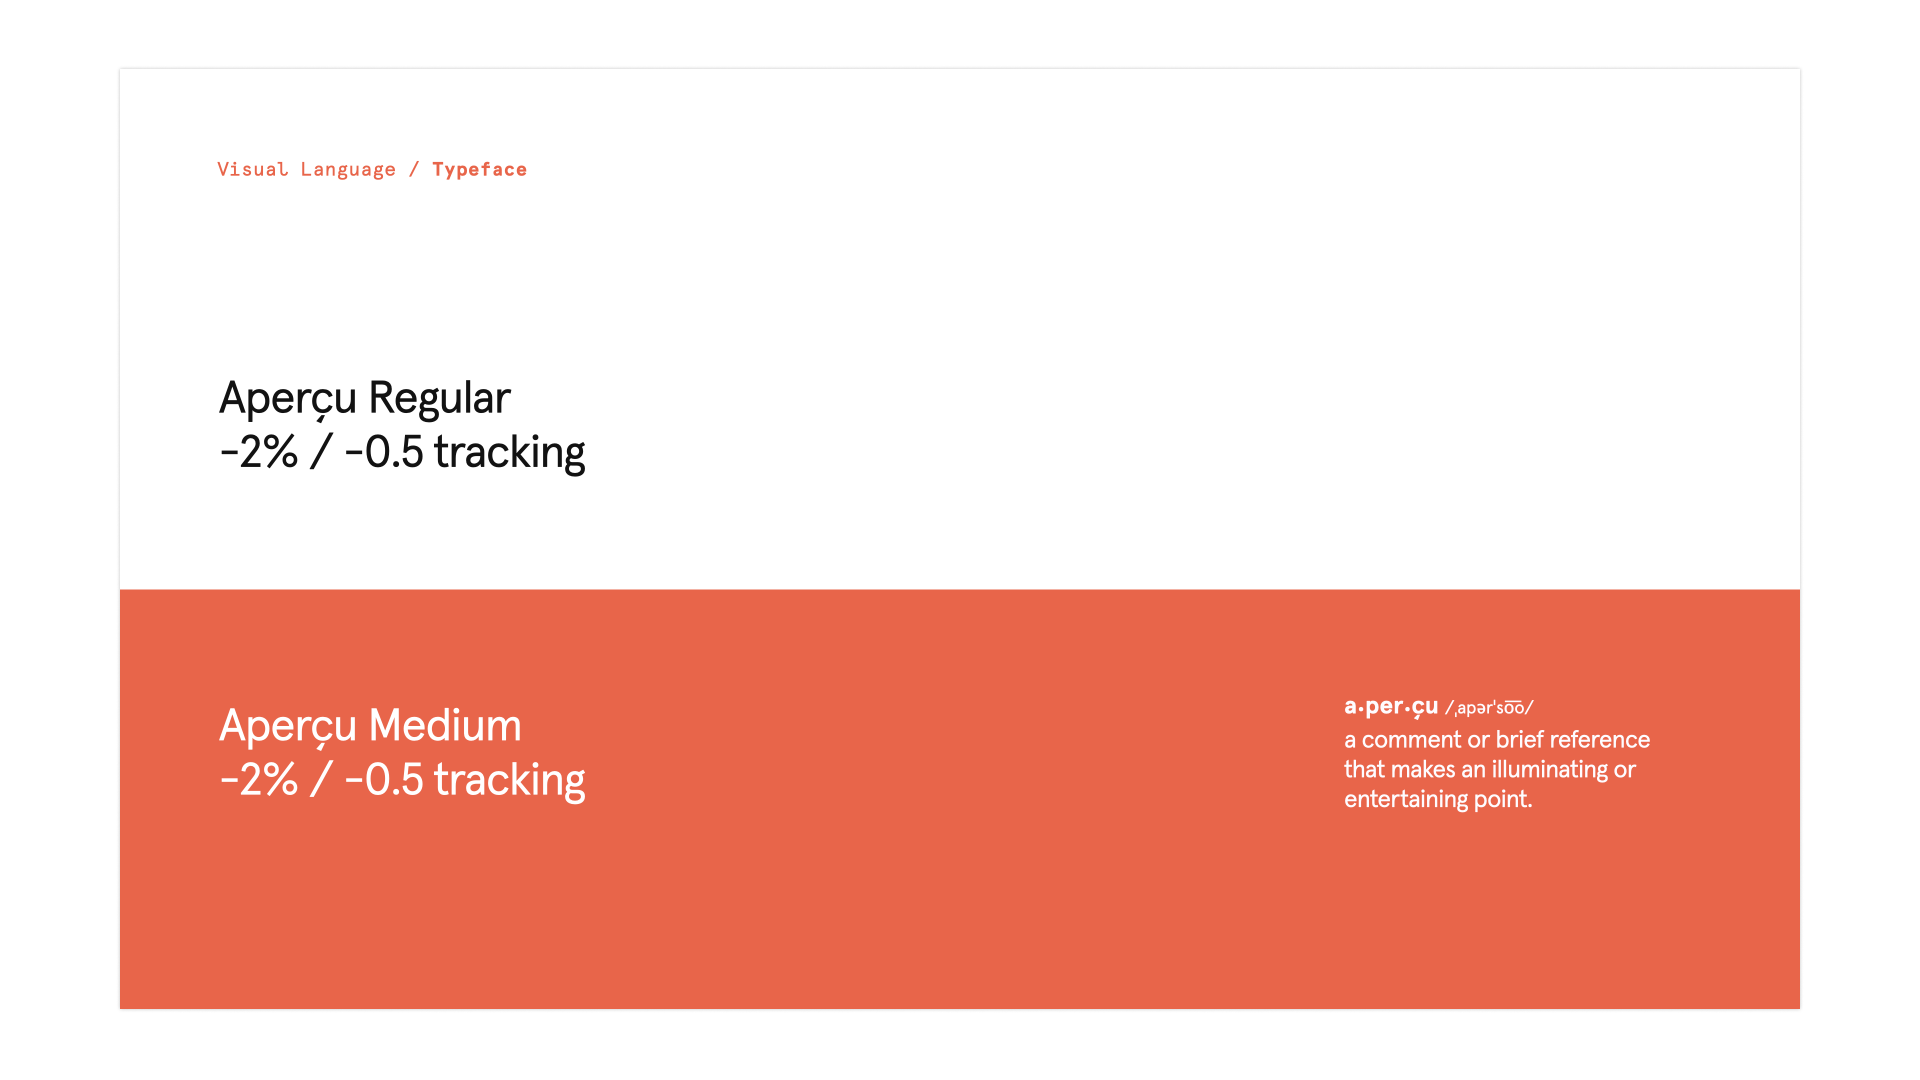 Visual Language / Typeface
Aperçu Regular
-2% / -0.5 tracking
Aperçu Medium
-2% / -0.5 tracking
a·per·çu /ˌapərˈso͞o/
a comment or brief reference
that makes an illuminating or
entertaining point.